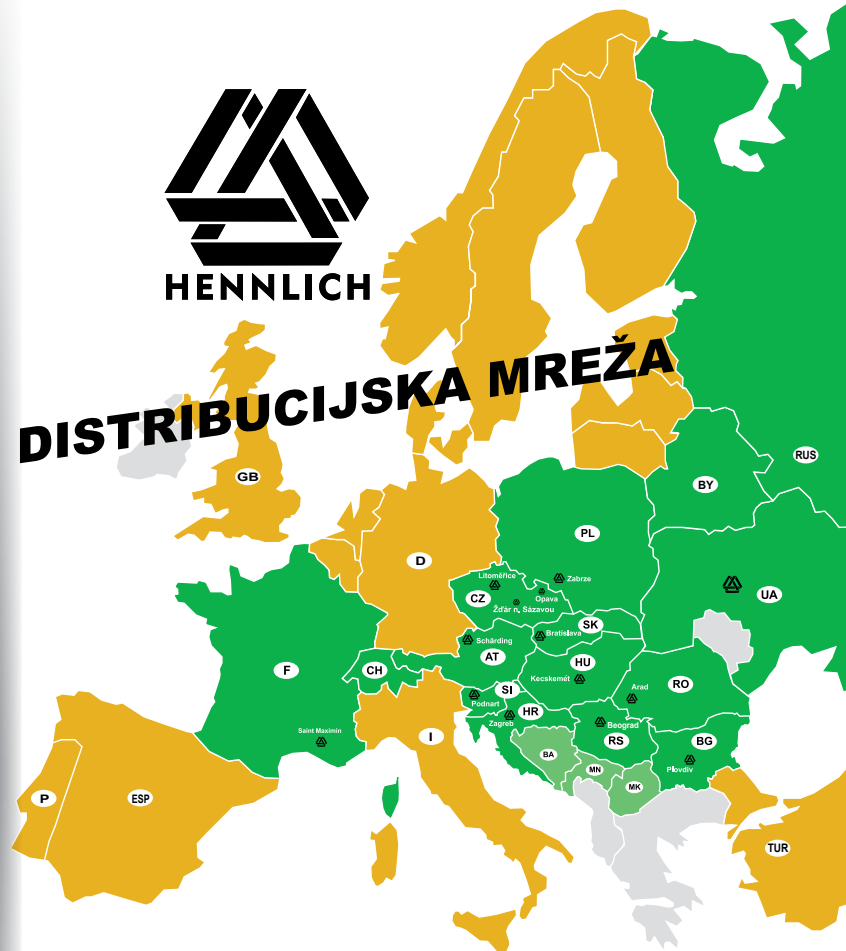 HENNLICH
DISTRIBUCIJSKA MREŽA
RUS
GB
BY
PL
D
Litoměřice
Zabrze
CZ
Opava
UA
Žďár n. Sázavou
SK
Bratislava
Schärding
AT
HU
F
CH
Kecskemét
RO
SI
Arad
Podnart
HR
Zagreb
Beograd
Saint Maximin
I
RS
BG
BA
Plovdiv
MN
MK
P
ESP
TUR